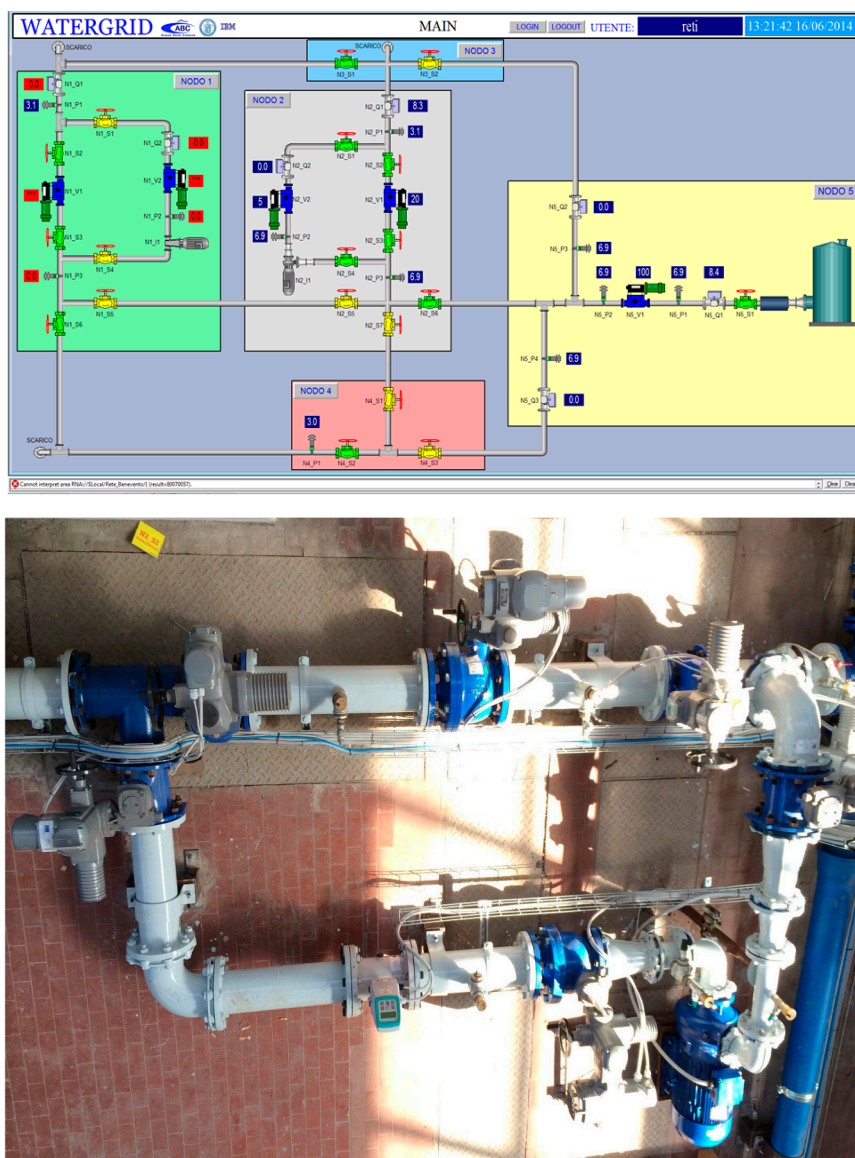 WATERGRID ABC IBM MAIN LOGIN LOGOUT UTENTE: reti 13:21:42 16/06/2014
SCARICO
SCARICO
NODO 3
N3_S1
N3_S2
NODO 1
0.0
N1_Q1
3.1
N1_P1
N1_S1
N1_Q2
0.0
N1_S2
***
N1_V1
N1_V2
***
N1_P2
0.0
N1_S3
N1_I1
N1_S4
0.0
N1_P3
N1_S5
N1_S6
NODO 2
N2_Q1
8.3
N2_P1
3.1
N2_S1
0.0
N2_Q2
N2_S2
5
N2_V2
N2_V1
20
6.9
N2_P2
N2_S3
N2_S4
N2_I1
N2_P3
6.9
N2_S5
N2_S6
N2_S7
NODO 5
N5_Q2
0.0
N5_P3
6.9
6.9
100
6.9
8.4
N5_P2
N5_V1
N5_P1
N5_Q1
N5_S1
N5_P4
6.9
N5_Q3
0.0
NODO 4
N4_S1
3.0
N4_P1
N4_S2
N4_S3
SCARICO
Cannot interpret area RNA://$Local/Rete_Benevento/( (result=80070057).
Clear
N2_S2